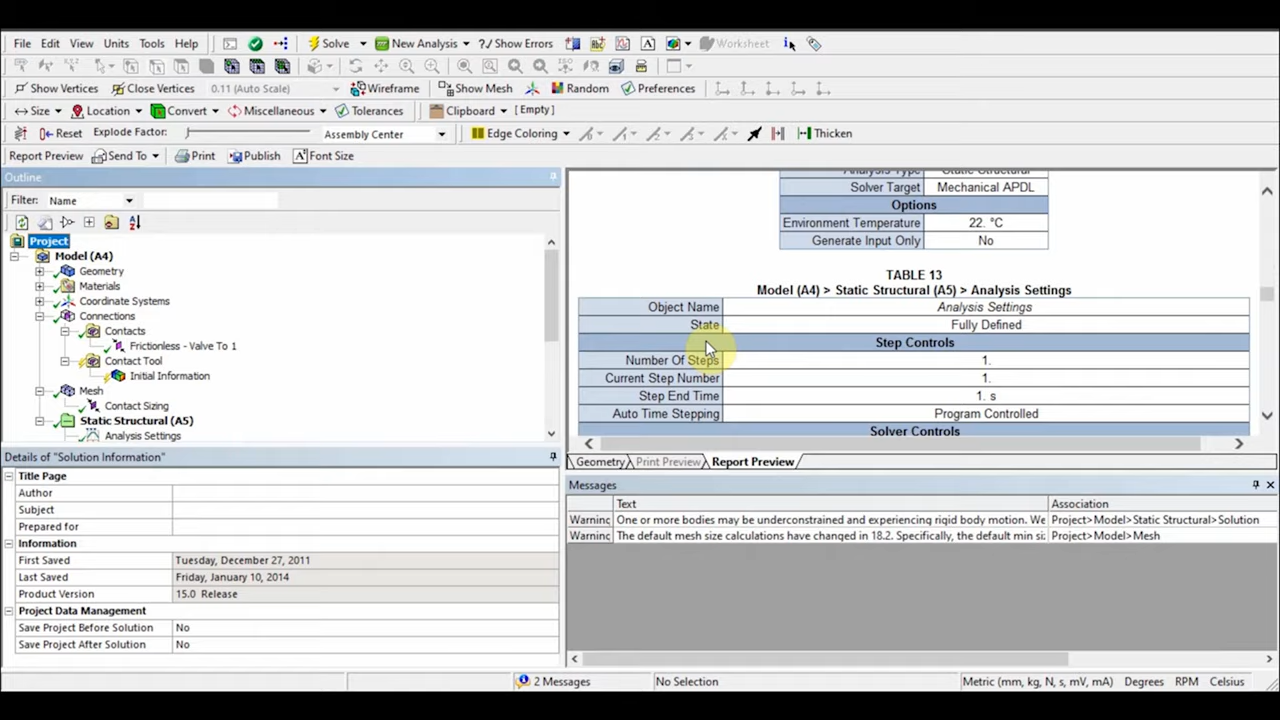 File Edit View Units Tools Help Solve New Analysis ?/ Show Errors A Worksheet i
Show Vertices Close Vertices 0.11 (Auto Scale) Wireframe Show Mesh Random Preferences
Size Location Convert Miscellaneous Tolerances Clipboard [Empty]
Reset Explode Factor: Assembly Center Edge Coloring Thicken
Report Preview Send To Print Publish A Font Size
Outline
Filter: Name
Project
Model (A4)
Geometry
Materials
Coordinate Systems
Connections
Contacts
Frictionless - Valve To 1
Contact Tool
Initial Information
Mesh
Contact Sizing
Static Structural (A5)
Analysis Settings
Details of "Solution Information"
Title Page
Author
Subject
Prepared for
Information
First Saved Tuesday, December 27, 2011
Last Saved Friday, January 10, 2014
Product Version 15.0 Release
Project Data Management
Save Project Before Solution No
Save Project After Solution No
Analysis Type Static Structural
Solver Target Mechanical APDL
Options
Environment Temperature 22. °C
Generate Input Only No
TABLE 13
Model (A4) > Static Structural (A5) > Analysis Settings
Object Name Analysis Settings
State Fully Defined
Step Controls
Number Of Steps 1.
Current Step Number 1.
Step End Time 1. s
Auto Time Stepping Program Controlled
Solver Controls
Geometry Print Preview Report Preview
Messages
Text Association
Warning One or more bodies may be underconstrained and experiencing rigid body motion. We Project>Model>Static Structural>Solution
Warning The default mesh size calculations have changed in 18.2. Specifically, the default min si Project>Model>Mesh
2 Messages No Selection Metric (mm, kg, N, s, mV, mA) Degrees RPM Celsius